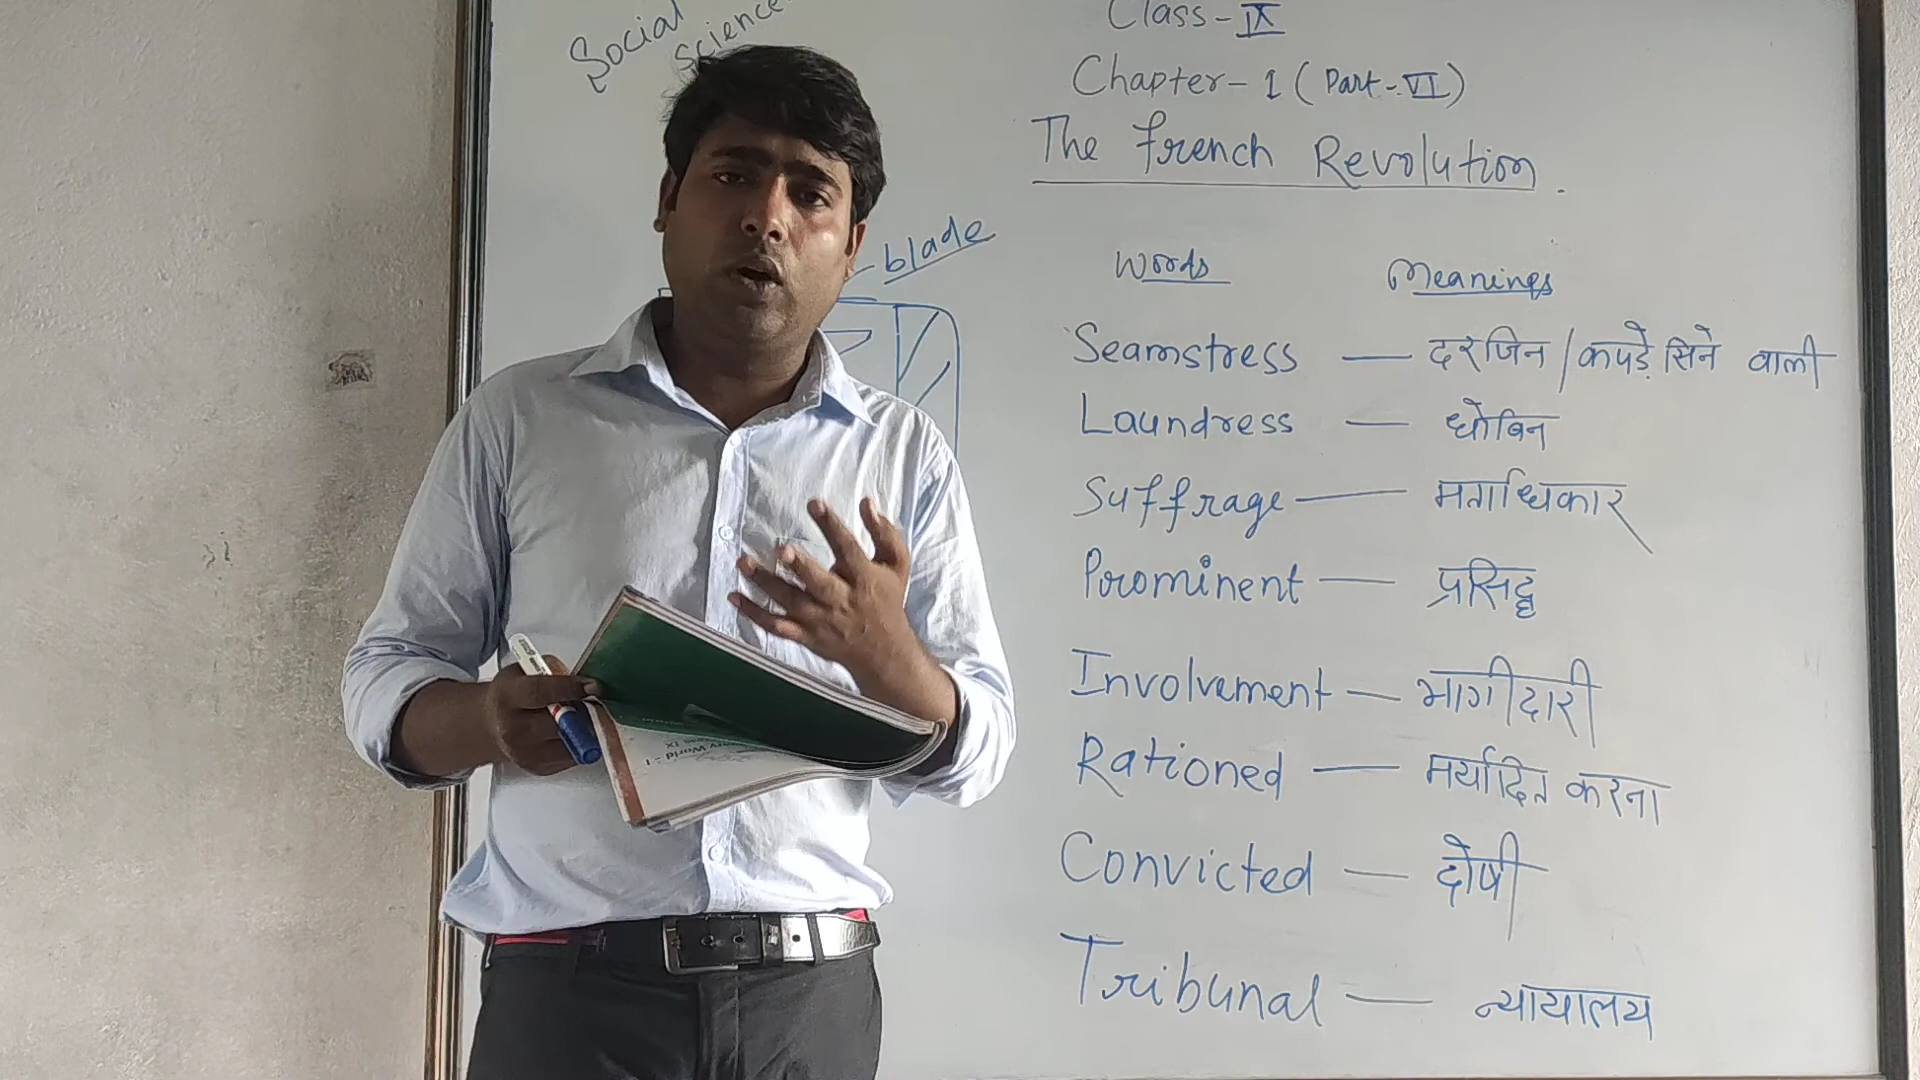 Social
Science
Class-IX
Chapter-1 (Part-VI)
The French Revolution.
blade
Words Meanings
Seamstress — दरजिन/कपड़े सिने वाली
Laundress — धोबिन
Suffrage — मताधिकार
Prominent — प्रसिद्ध
Involvement — भागीदारी
Rationed — मर्यादित करना
Convicted — दोषी
Tribunal — न्यायालय